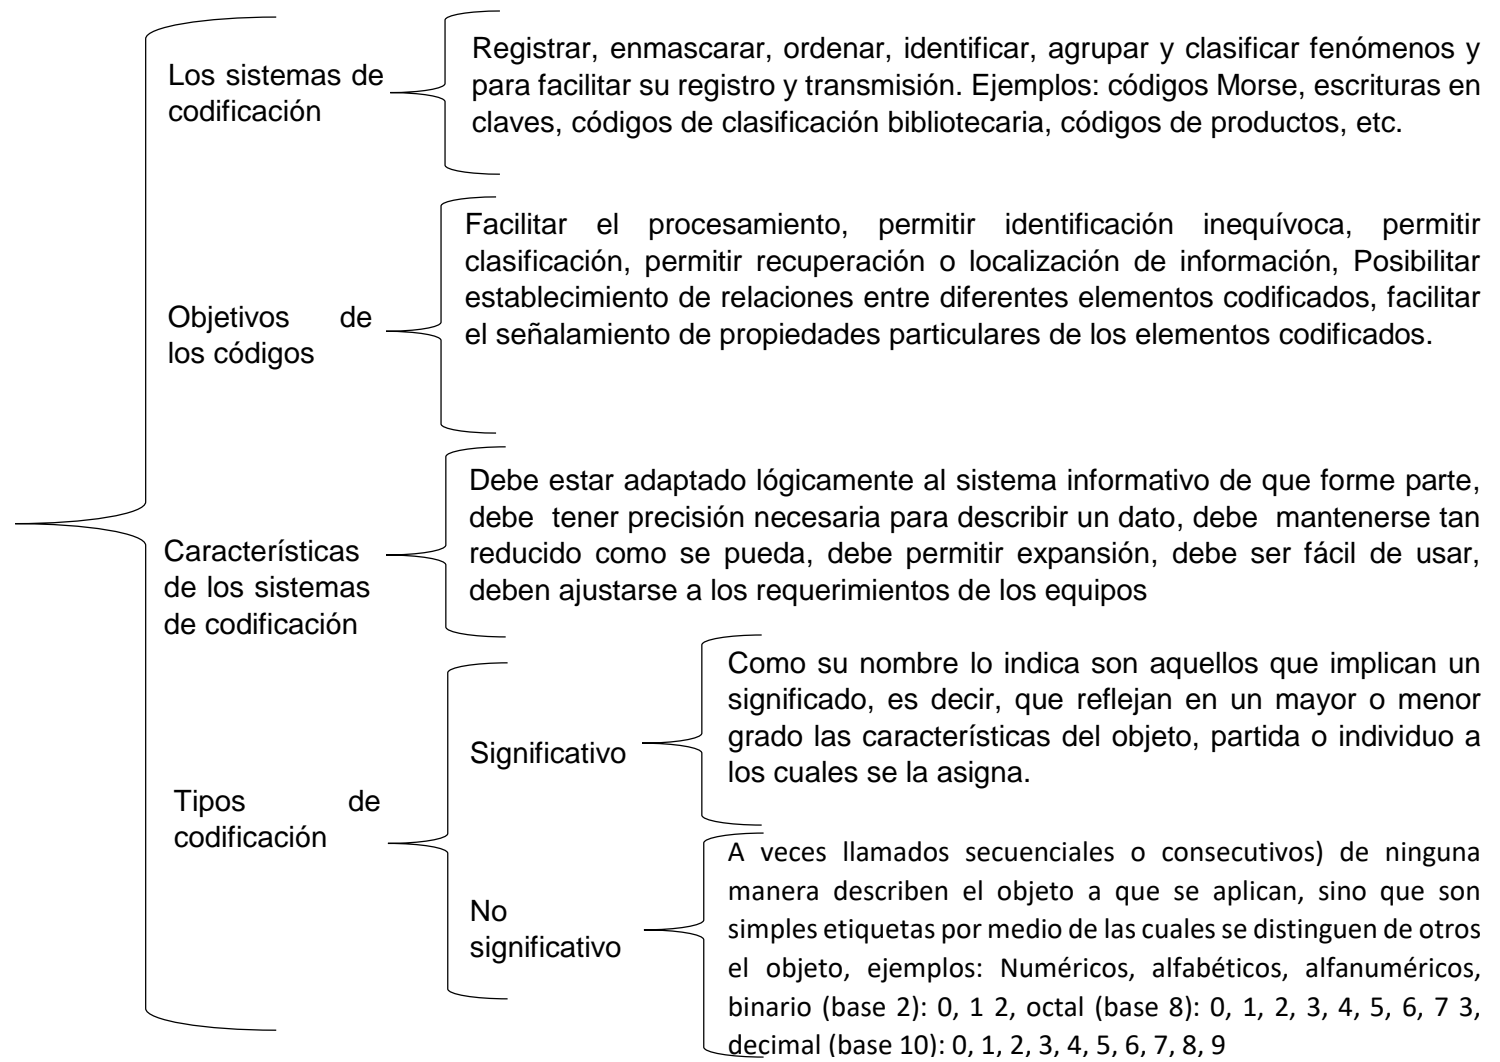 Los sistemas de
codificación
Registrar, enmascarar, ordenar, identificar, agrupar y clasificar fenómenos y
para facilitar su registro y transmisión. Ejemplos: códigos Morse, escrituras en
claves, códigos de clasificación bibliotecaria, códigos de productos, etc.
Objetivos de
los códigos
Facilitar el procesamiento, permitir identificación inequívoca, permitir
clasificación, permitir recuperación o localización de información, Posibilitar
establecimiento de relaciones entre diferentes elementos codificados, facilitar
el señalamiento de propiedades particulares de los elementos codificados.
Características
de los sistemas
de codificación
Debe estar adaptado lógicamente al sistema informativo de que forme parte,
debe tener precisión necesaria para describir un dato, debe mantenerse tan
reducido como se pueda, debe permitir expansión, debe ser fácil de usar,
deben ajustarse a los requerimientos de los equipos
Tipos de
codificación
Significativo
Como su nombre lo indica son aquellos que implican un
significado, es decir, que reflejan en un mayor o menor
grado las características del objeto, partida o individuo a
los cuales se la asigna.
No
significativo
A veces llamados secuenciales o consecutivos) de ninguna
manera describen el objeto a que se aplican, sino que son
simples etiquetas por medio de las cuales se distinguen de otros
el objeto, ejemplos: Numéricos, alfabéticos, alfanuméricos,
binario (base 2): 0, 1 2, octal (base 8): 0, 1, 2, 3, 4, 5, 6, 7 3,
decimal (base 10): 0, 1, 2, 3, 4, 5, 6, 7, 8, 9